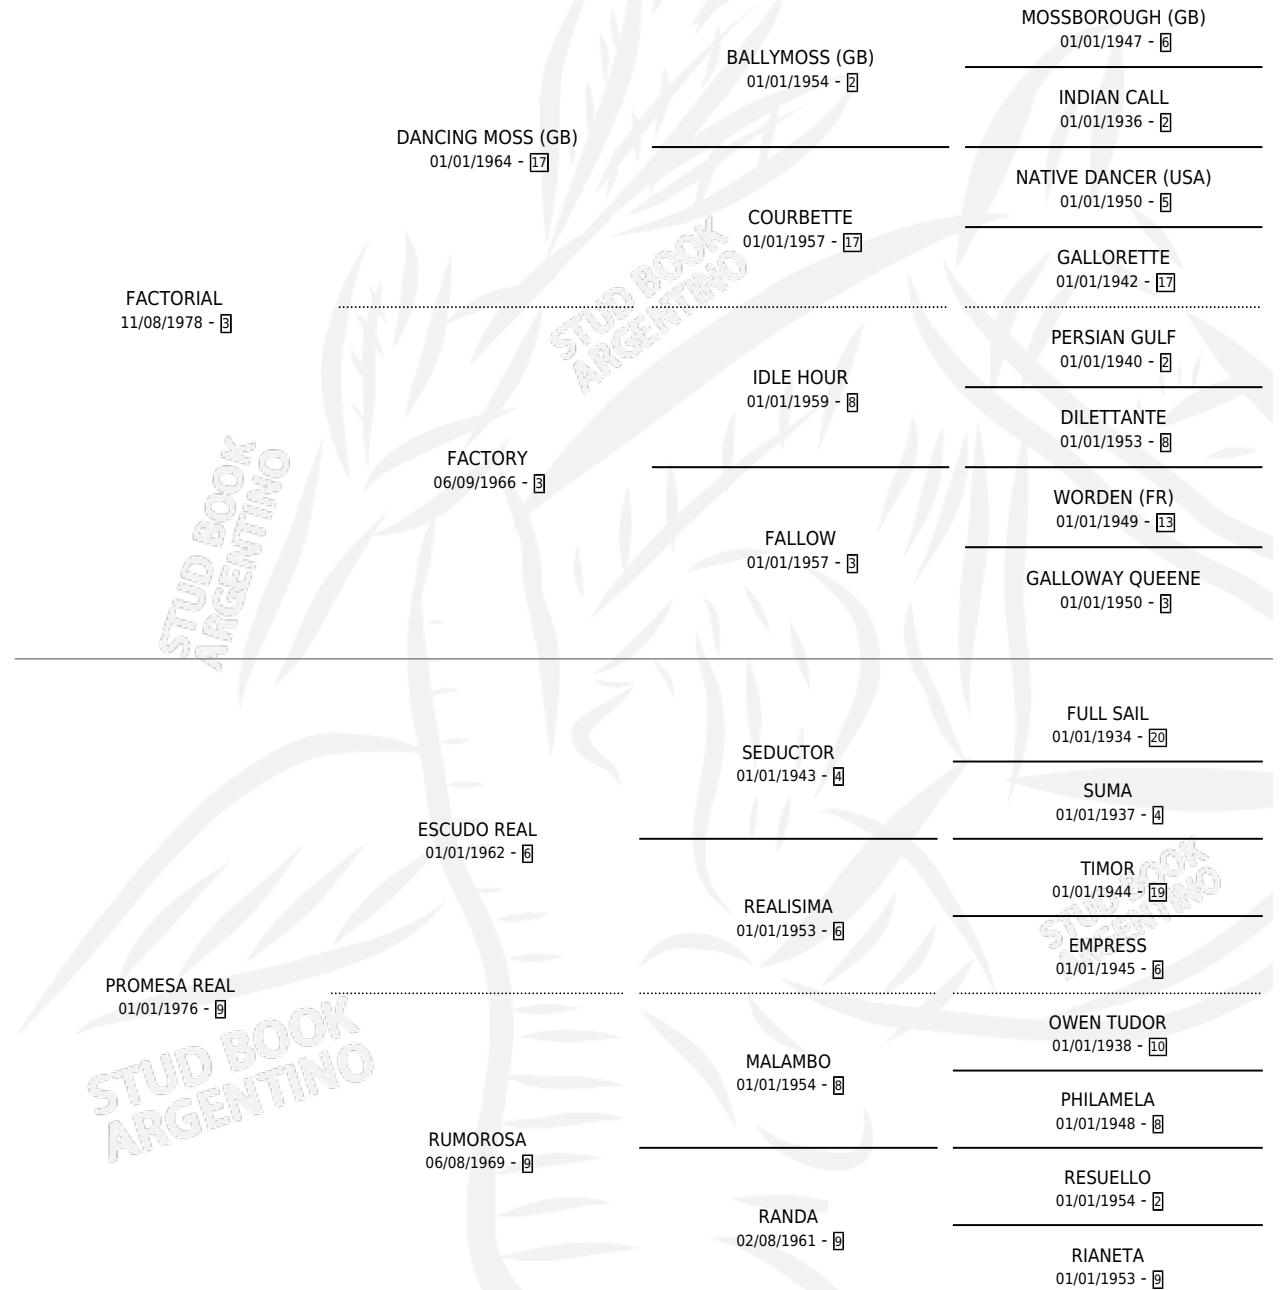 MOSSBOROUGH (GB)
01/01/1947 - 6
BALLYMOSS (GB)
01/01/1954 - 2
INDIAN CALL
01/01/1936 - 2
DANCING MOSS (GB)
01/01/1964 - 17
NATIVE DANCER (USA)
01/01/1950 - 5
COURBETTE
01/01/1957 - 17
GALLORETTE
01/01/1942 - 17
FACTORIAL
11/08/1978 - 3
PERSIAN GULF
01/01/1940 - 2
IDLE HOUR
01/01/1959 - 8
DILETTANTE
01/01/1953 - 8
FACTORY
06/09/1966 - 3
WORDEN (FR)
01/01/1949 - 13
FALLOW
01/01/1957 - 3
GALLOWAY QUEENE
01/01/1950 - 3
STUD BOOK
ARGENTINO
STUD BOOK
ARGENTINO
FULL SAIL
01/01/1934 - 20
SEDUCTOR
01/01/1943 - 4
SUMA
01/01/1937 - 4
ESCUDO REAL
01/01/1962 - 6
TIMOR
01/01/1944 - 19
REALISIMA
01/01/1953 - 6
EMPRESS
01/01/1945 - 6
PROMESA REAL
01/01/1976 - 9
OWEN TUDOR
01/01/1938 - 10
MALAMBO
01/01/1954 - 8
PHILAMELA
01/01/1948 - 8
RUMOROSA
06/08/1969 - 9
RESUELLO
01/01/1954 - 2
RANDA
02/08/1961 - 9
RIANETA
01/01/1953 - 9
STUD BOOK
ARGENTINO
STUD BOOK
ARGENTINO